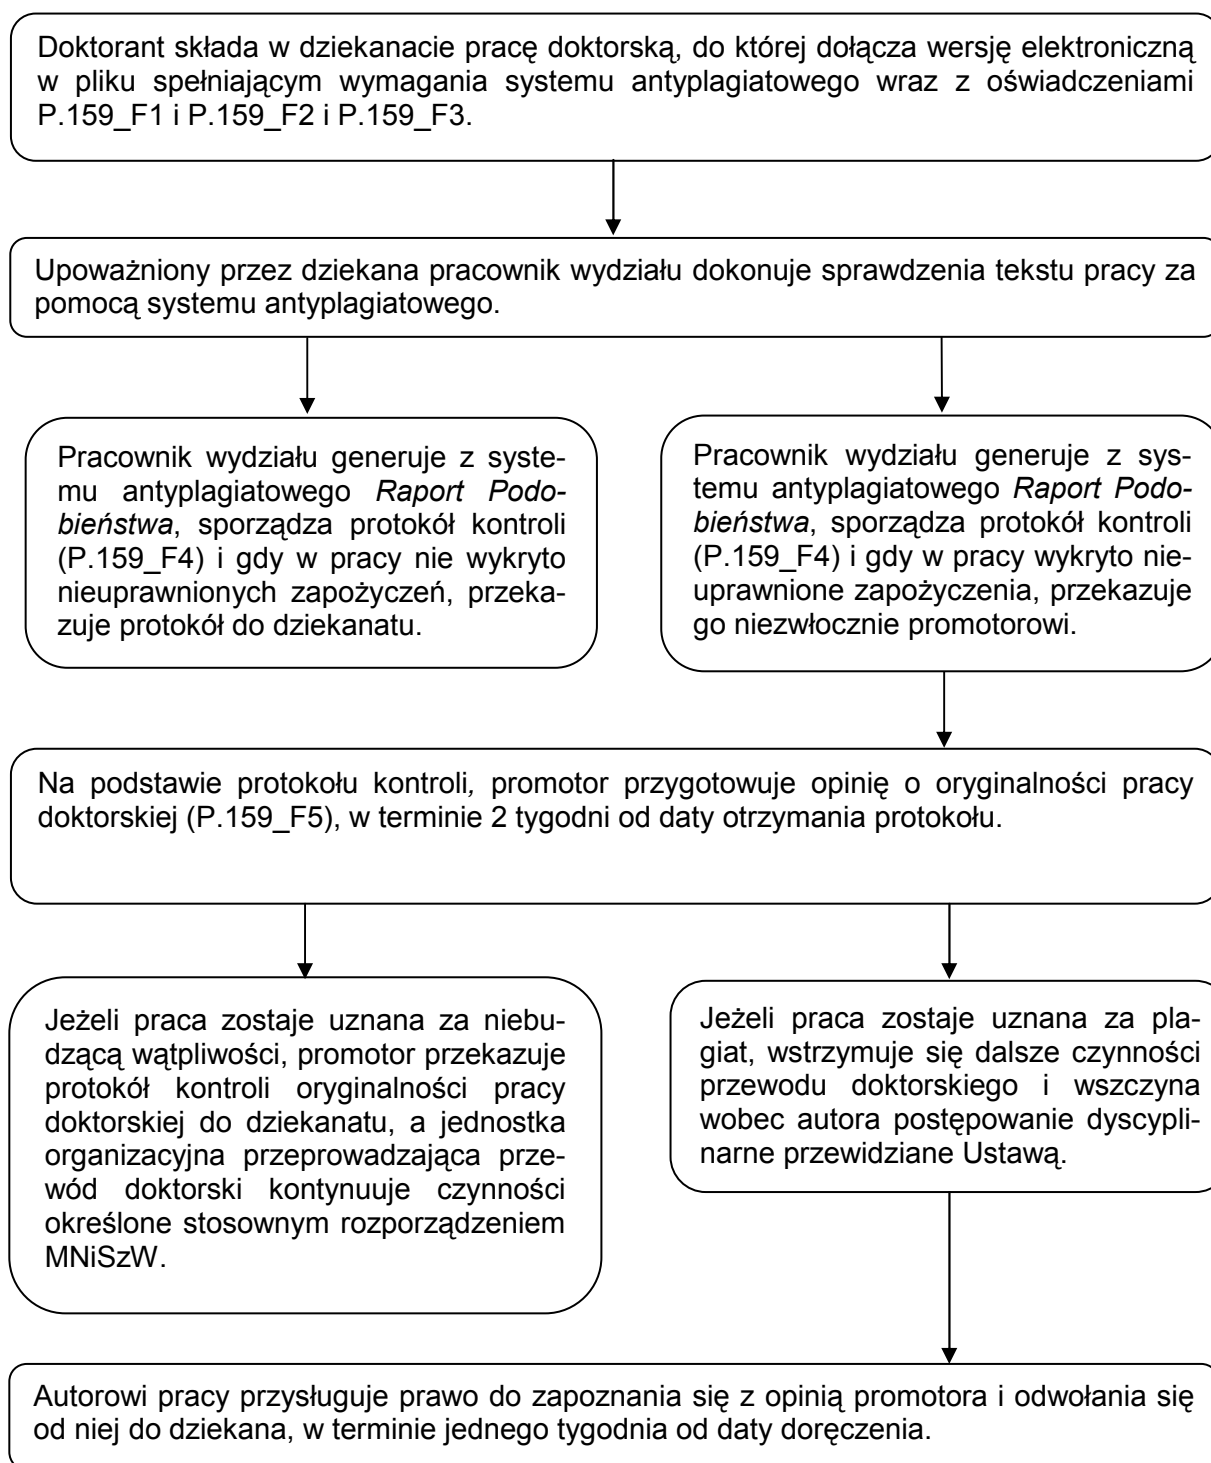 Doktorant składa w dziekanacie pracę doktorską, do której dołącza wersję elektroniczną
w pliku spełniającym wymagania systemu antyplagiatowego wraz z oświadczeniami
P.159_F1 i P.159_F2 i P.159_F3.
Upoważniony przez dziekana pracownik wydziału dokonuje sprawdzenia tekstu pracy za
pomocą systemu antyplagiatowego.
Pracownik wydziału generuje z syste-
mu antyplagiatowego Raport Podo-
bieństwa, sporządza protokół kontroli
(P.159_F4) i gdy w pracy nie wykryto
nieuprawnionych zapożyczeń, przeka-
zuje protokół do dziekanatu.
Pracownik wydziału generuje z sys-
temu antyplagiatowego Raport Podo-
bieństwa, sporządza protokół kontroli
(P.159_F4) i gdy w pracy wykryto nie-
uprawnione zapożyczenia, przekazuje
go niezwłocznie promotorowi.
Na podstawie protokołu kontroli, promotor przygotowuje opinię o oryginalności pracy
doktorskiej (P.159_F5), w terminie 2 tygodni od daty otrzymania protokołu.
Jeżeli praca zostaje uznana za niebu-
dzącą wątpliwości, promotor przekazuje
protokół kontroli oryginalności pracy
doktorskiej do dziekanatu, a jednostka
organizacyjna przeprowadzająca prze-
wód doktorski kontynuuje czynności
określone stosownym rozporządzeniem
MNiSzW.
Jeżeli praca zostaje uznana za pla-
giat, wstrzymuje się dalsze czynności
przewodu doktorskiego i wszczyna
wobec autora postępowanie dyscypli-
narne przewidziane Ustawą.
Autorowi pracy przysługuje prawo do zapoznania się z opinią promotora i odwołania się
od niej do dziekana, w terminie jednego tygodnia od daty doręczenia.